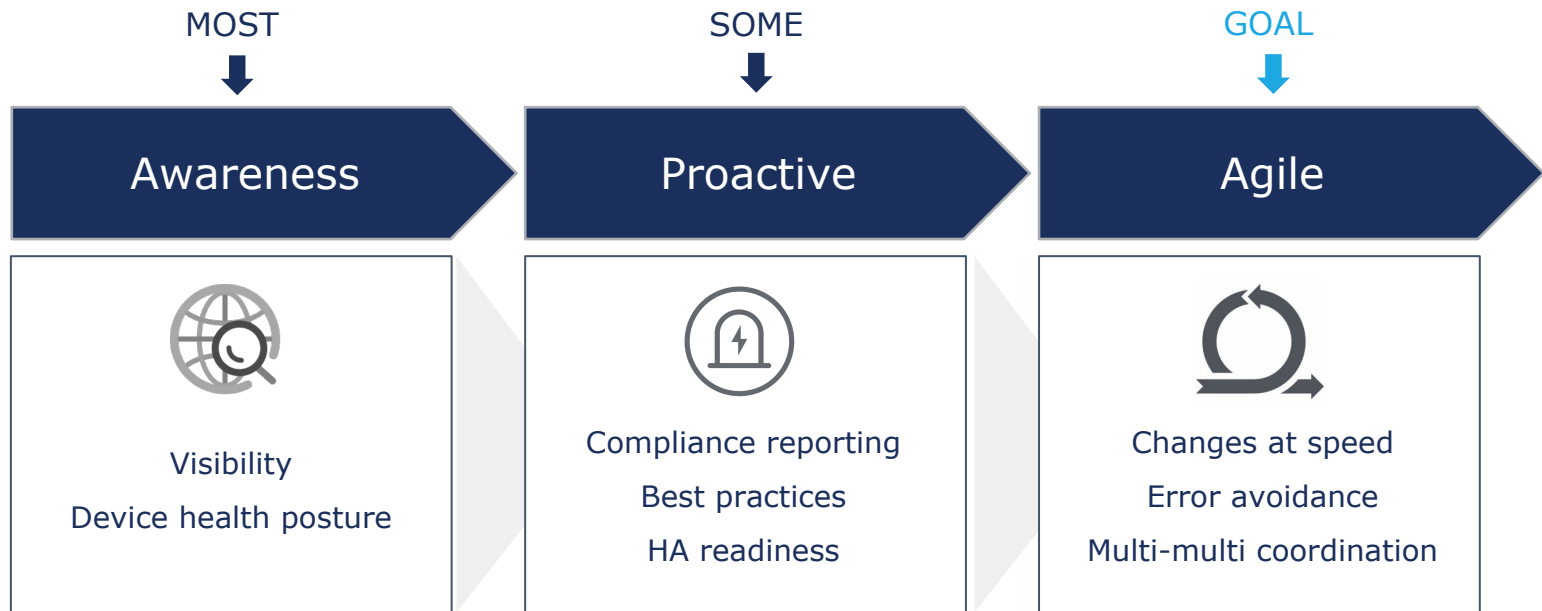 MOST
SOME
GOAL
Awareness
Proactive
Agile
Visibility
Device health posture
Compliance reporting
Best practices
HA readiness
Changes at speed
Error avoidance
Multi-multi coordination